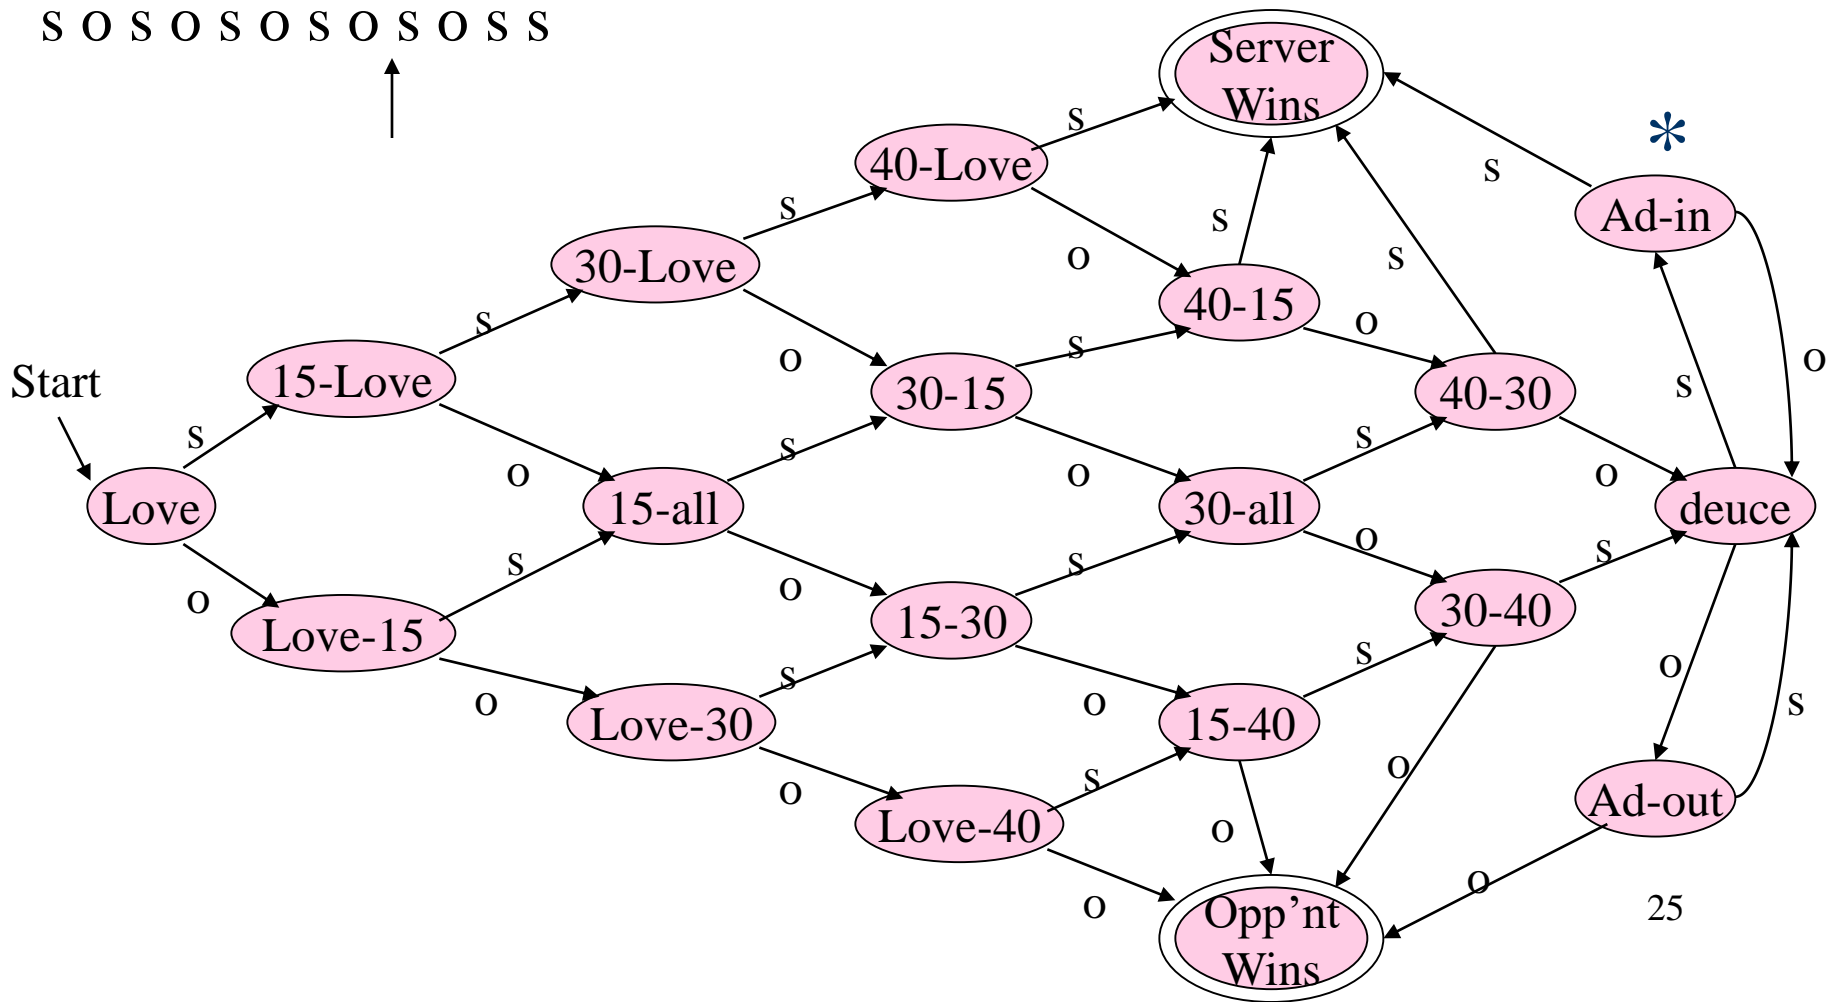 s o s o s o s o s o s s
Server
Wins
*
s
40-Love
s
s
Ad-in
s
30-Love
o
s
40-15
s
o
s
o
s
15-Love
o
30-15
40-30
s
o
Start
s
s
s
o
15-all
o
30-all
o
deuce
Love
s
o
s
o
s
o
Love-15
15-30
30-40
o
s
s
o
s
Love-30
o
15-40
o
o
s
o
Ad-out
Love-40
o
o
o
Opp'nt
Wins
25